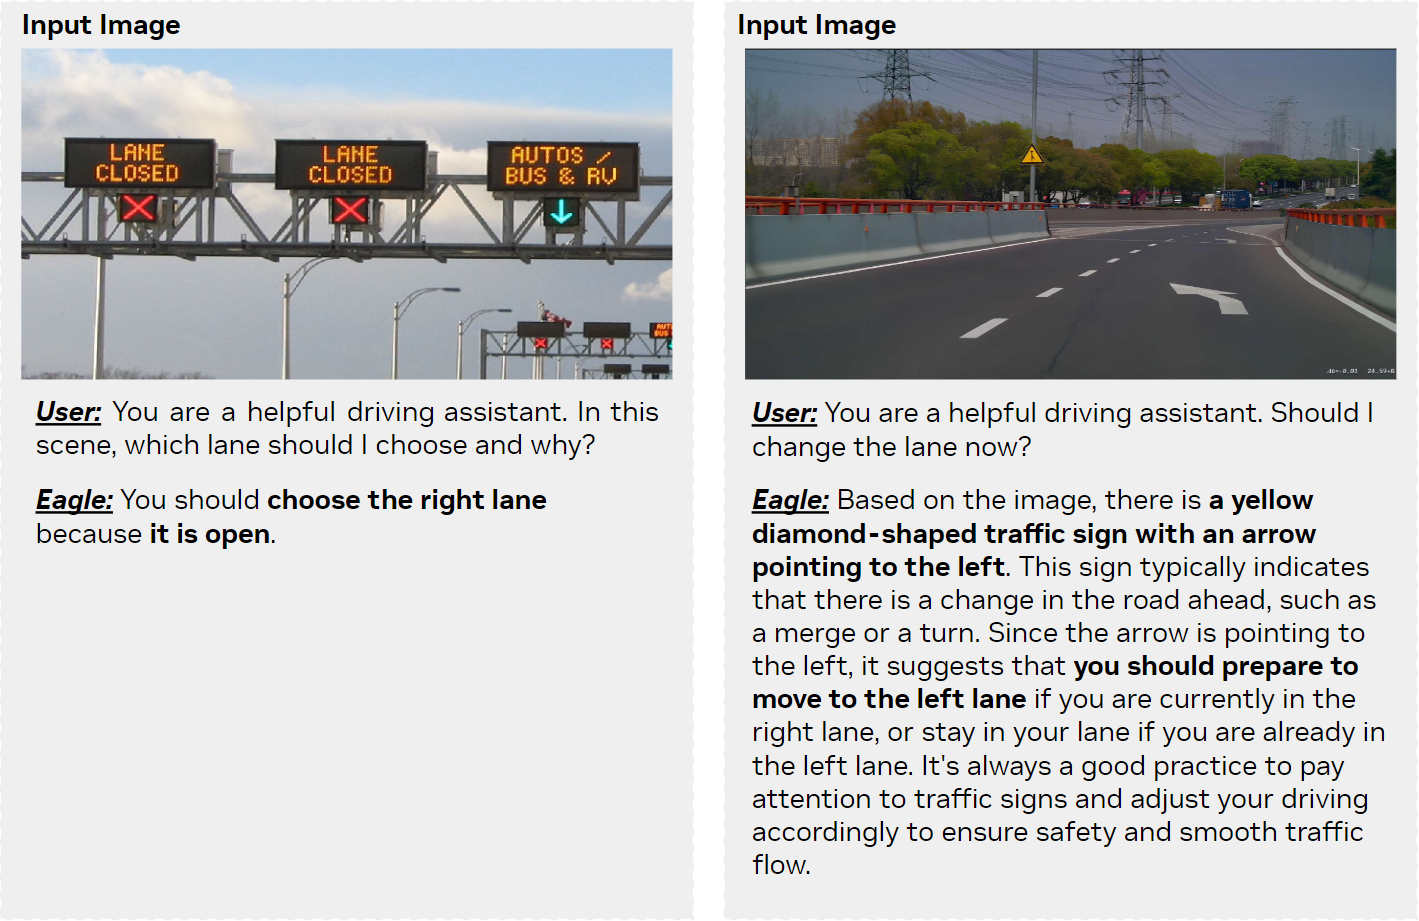 Input Image
LANE
CLOSED
LANE
CLOSED
AUTOS /
BUS & RV
User: You are a helpful driving assistant. In this
scene, which lane should I choose and why?
Eagle: You should choose the right lane
because it is open.
Input Image
User: You are a helpful driving assistant. Should I
change the lane now?
Eagle: Based on the image, there is a yellow
diamond-shaped traffic sign with an arrow
pointing to the left. This sign typically indicates
that there is a change in the road ahead, such as
a merge or a turn. Since the arrow is pointing to
the left, it suggests that you should prepare to
move to the left lane if you are currently in the
right lane, or stay in your lane if you are already in
the left lane. It's always a good practice to pay
attention to traffic signs and adjust your driving
accordingly to ensure safety and smooth traffic
flow.